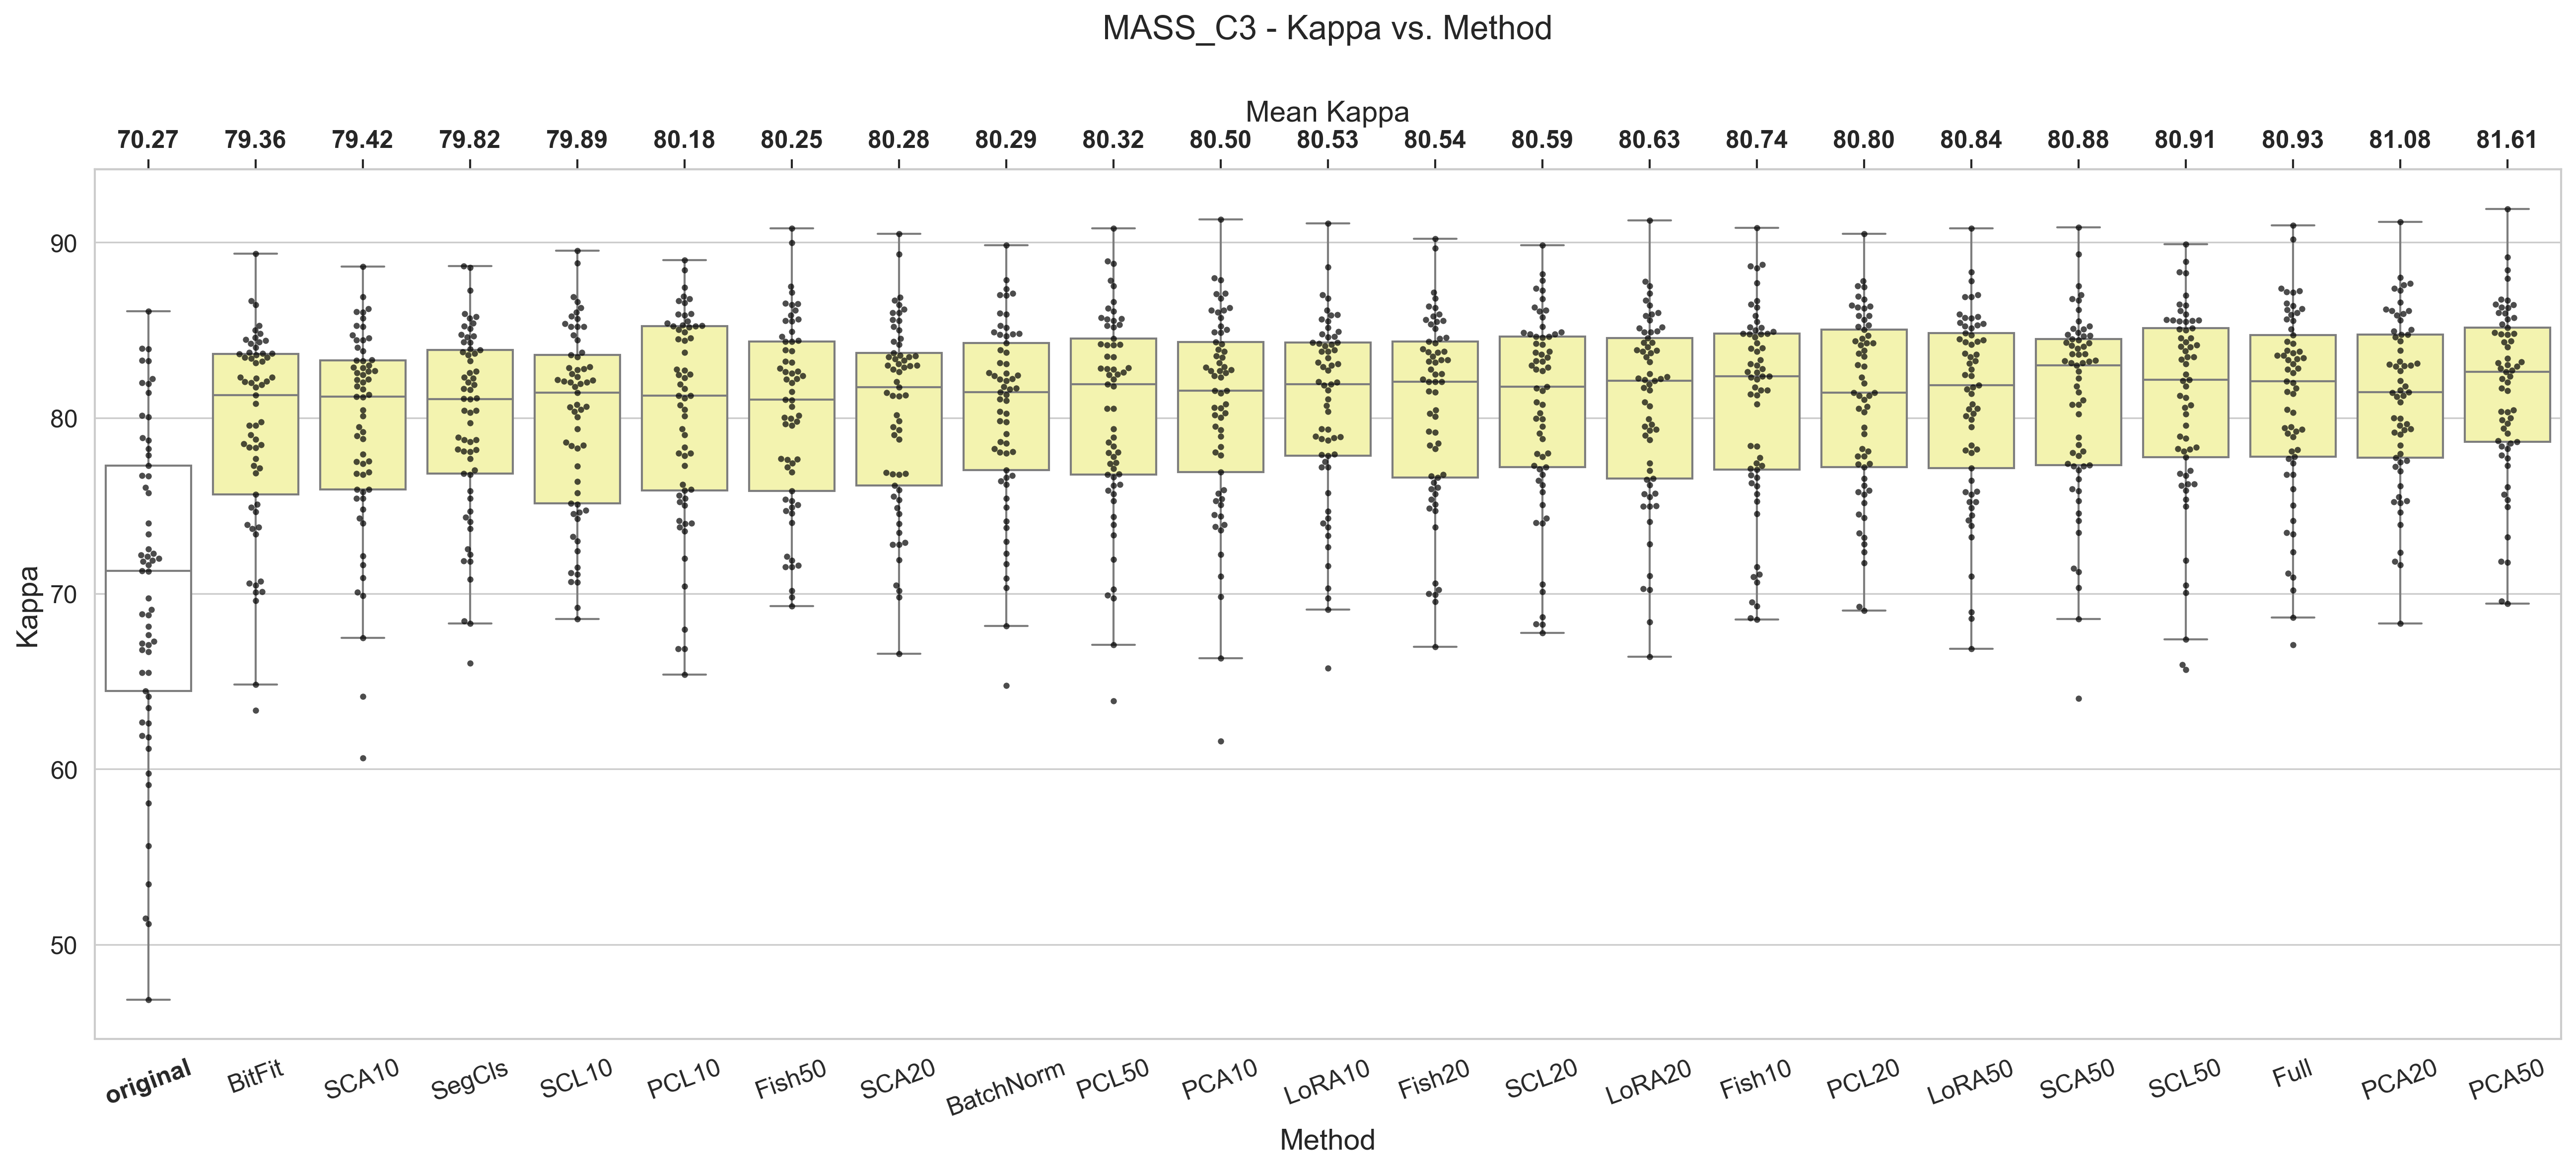 MASS_C3 - Kappa vs. Method
Mean Kappa
70.27 79.36 79.42 79.82 79.89 80.18 80.25 80.28 80.29 80.32 80.50 80.53 80.54 80.59 80.63 80.74 80.80 80.84 80.88 80.91 80.93 81.08 81.61
90
80
70
60
50
Kappa
original BitFit SCA10 SegCls SCL10 PCL10 Fish50 SCA20 BatchNorm PCL50 PCA10 LoRA10 Fish20 SCL20 LoRA20 Fish10 PCL20 LoRA50 SCA50 SCL50 Full PCA20 PCA50
Method